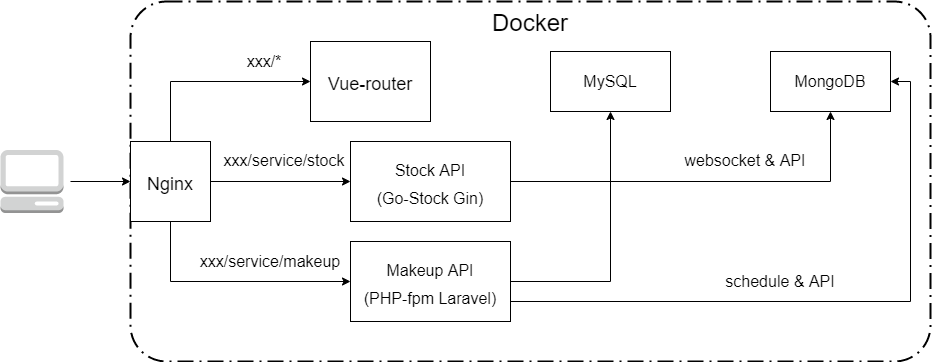 Docker
xxx/*
Vue-router
MySQL
MongoDB
Nginx
xxx/service/stock
Stock API
(Go-Stock Gin)
websocket & API
xxx/service/makeup
Makeup API
(PHP-fpm Laravel)
schedule & API